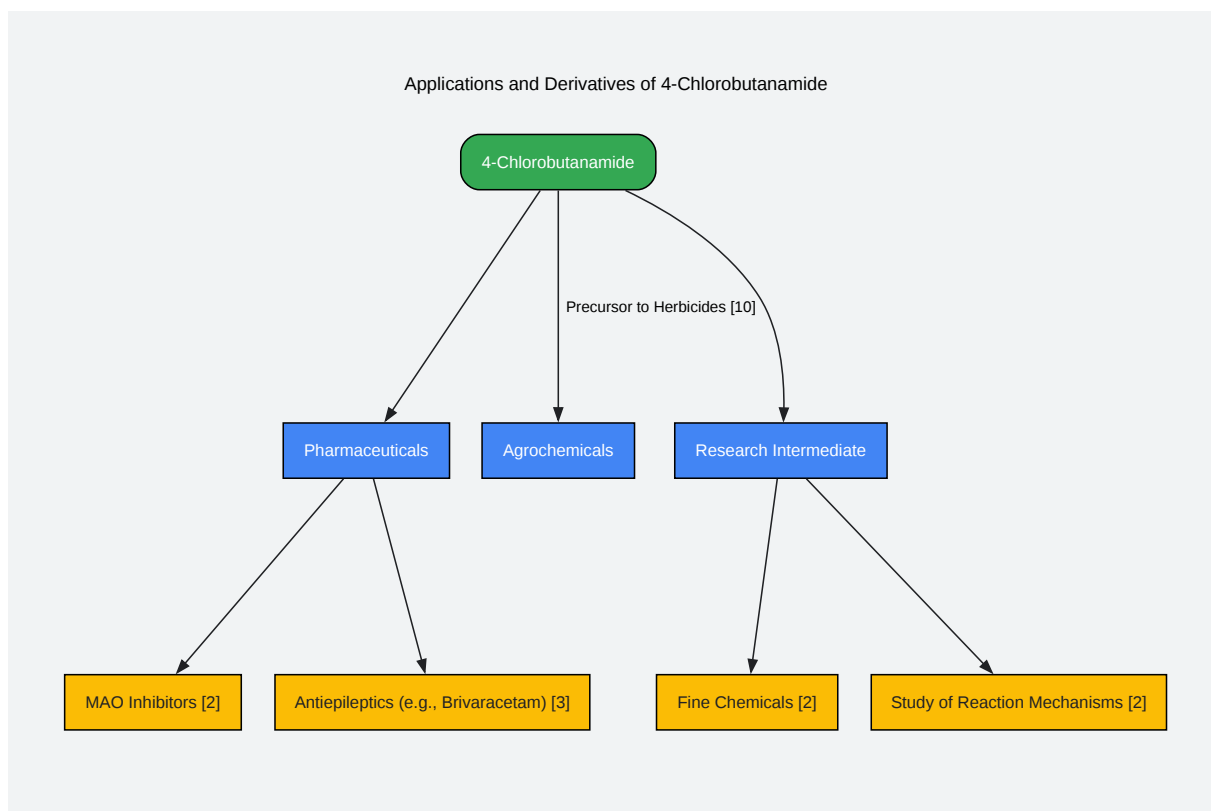 Applications and Derivatives of 4-Chlorobutanamide
4-Chlorobutanamide
Precursor to Herbicides [10]
Pharmaceuticals
Agrochemicals
Research Intermediate
MAO Inhibitors [2]
Antiepileptics (e.g., Brivaracetam) [3]
Fine Chemicals [2]
Study of Reaction Mechanisms [2]